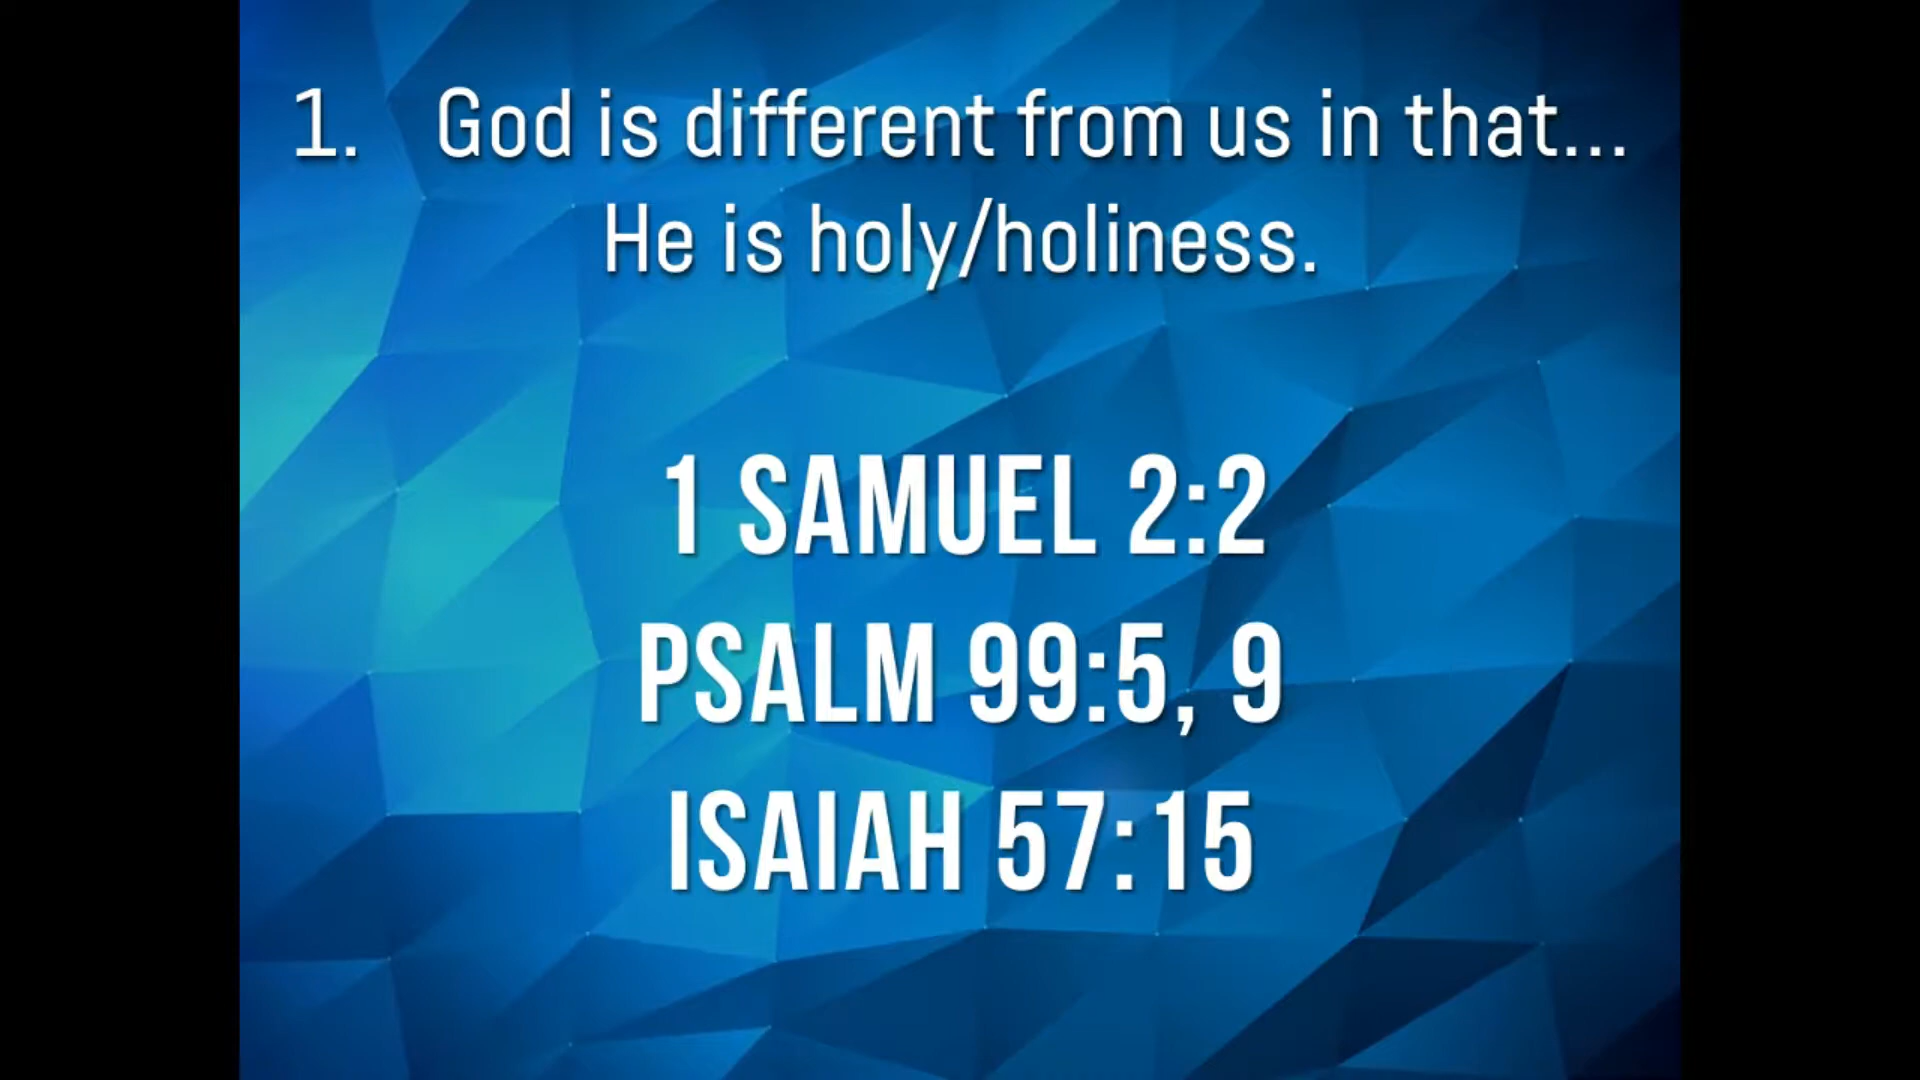 1. God is different from us in that...
He is holy/holiness.
1 SAMUEL 2:2
PSALM 99:5, 9
ISAIAH 57:15